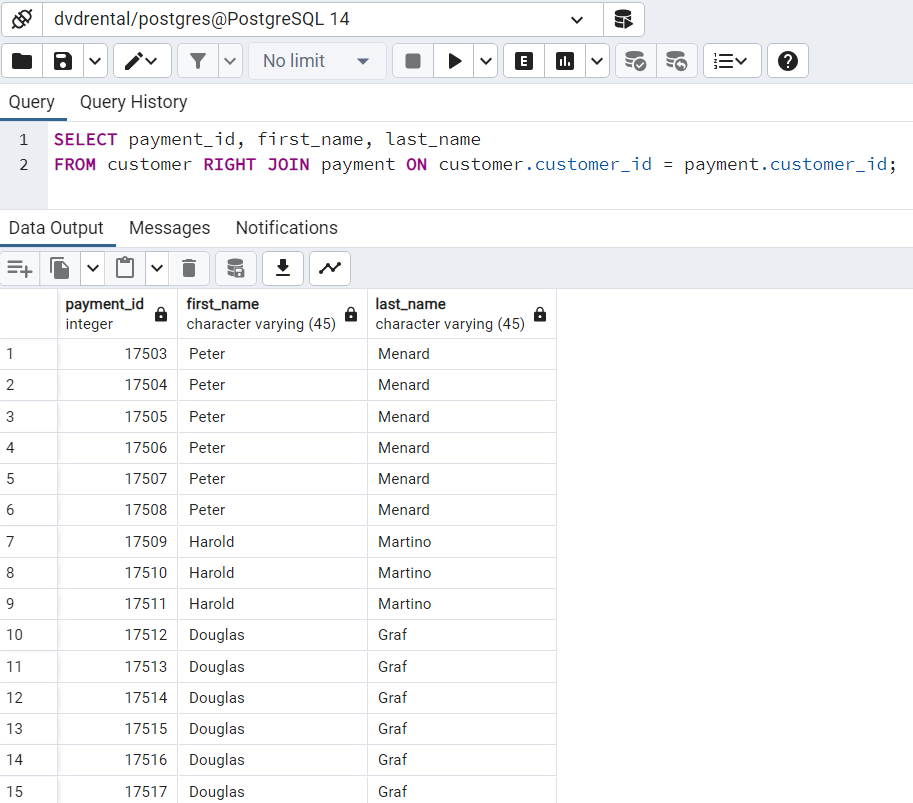 dvdrental/postgres@PostgreSQL 14
No limit
E
Query Query History
1 SELECT payment_id, first_name, last_name
2 FROM customer RIGHT JOIN payment ON customer.customer_id = payment.customer_id;
Data Output Messages Notifications
payment_id first_name last_name
integer character varying (45) character varying (45)
1 17503 Peter Menard
2 17504 Peter Menard
3 17505 Peter Menard
4 17506 Peter Menard
5 17507 Peter Menard
6 17508 Peter Menard
7 17509 Harold Martino
8 17510 Harold Martino
9 17511 Harold Martino
10 17512 Douglas Graf
11 17513 Douglas Graf
12 17514 Douglas Graf
13 17515 Douglas Graf
14 17516 Douglas Graf
15 17517 Douglas Graf